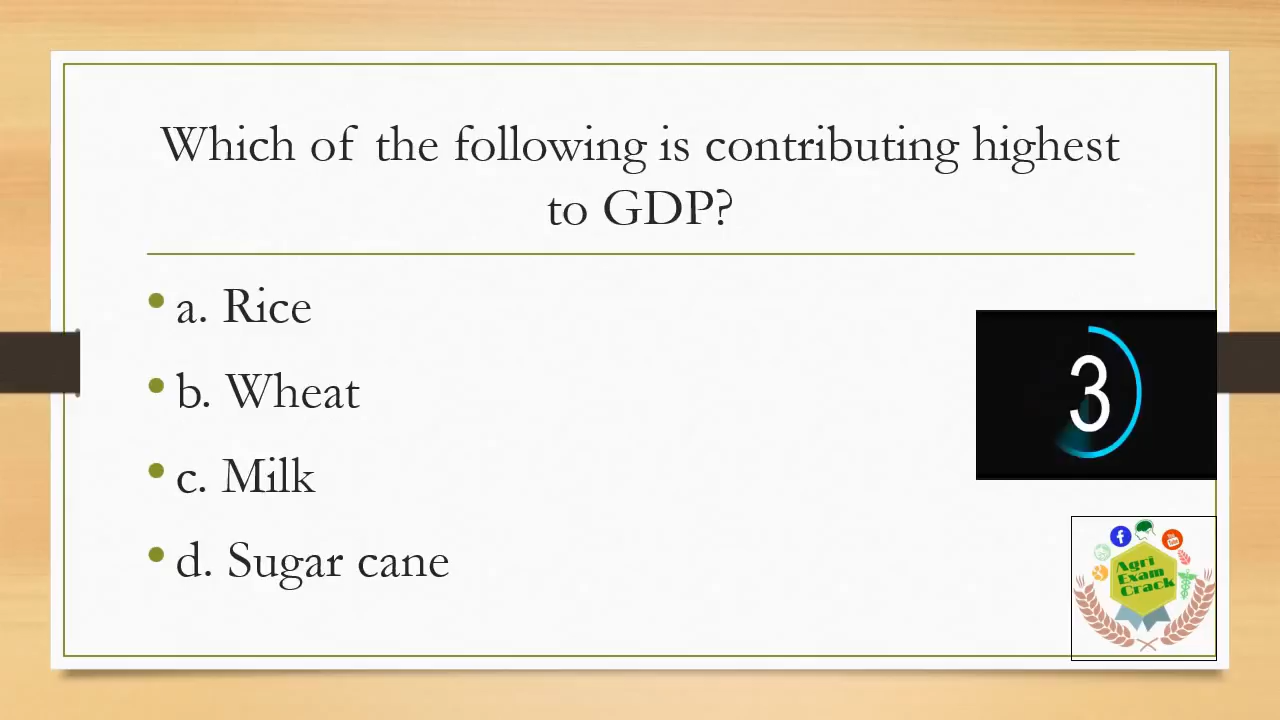 Which of the following is contributing highest
to GDP?
a. Rice
b. Wheat
c. Milk
d. Sugar cane
3
Agri
Exam
Crack